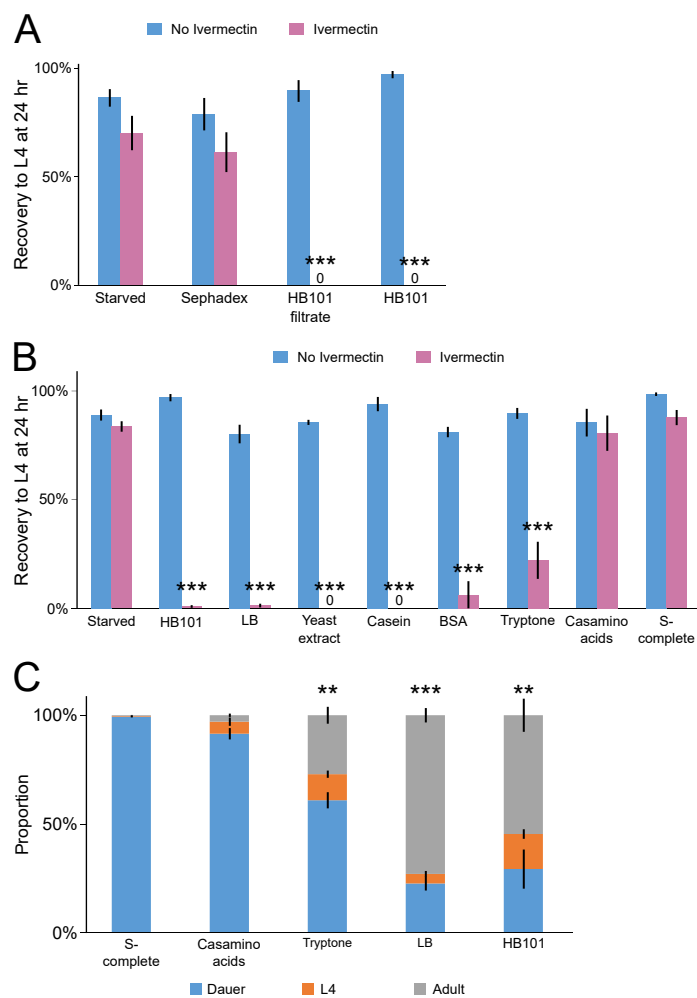 A
No Ivermectin Ivermectin
Recovery to L4 at 24 hr
100%
50%
0%
***
0
***
0
Starved Sephadex HB101 filtrate HB101
B
No Ivermectin Ivermectin
Recovery to L4 at 24 hr
100%
50%
0%
***
***
***
0
***
0
***
***
Starved HB101 LB Yeast extract Casein BSA Tryptone Casamino acids S-complete
C
Proportion
100%
50%
0%
** *** **
S-complete Casamino acids Tryptone LB HB101
Dauer L4 Adult